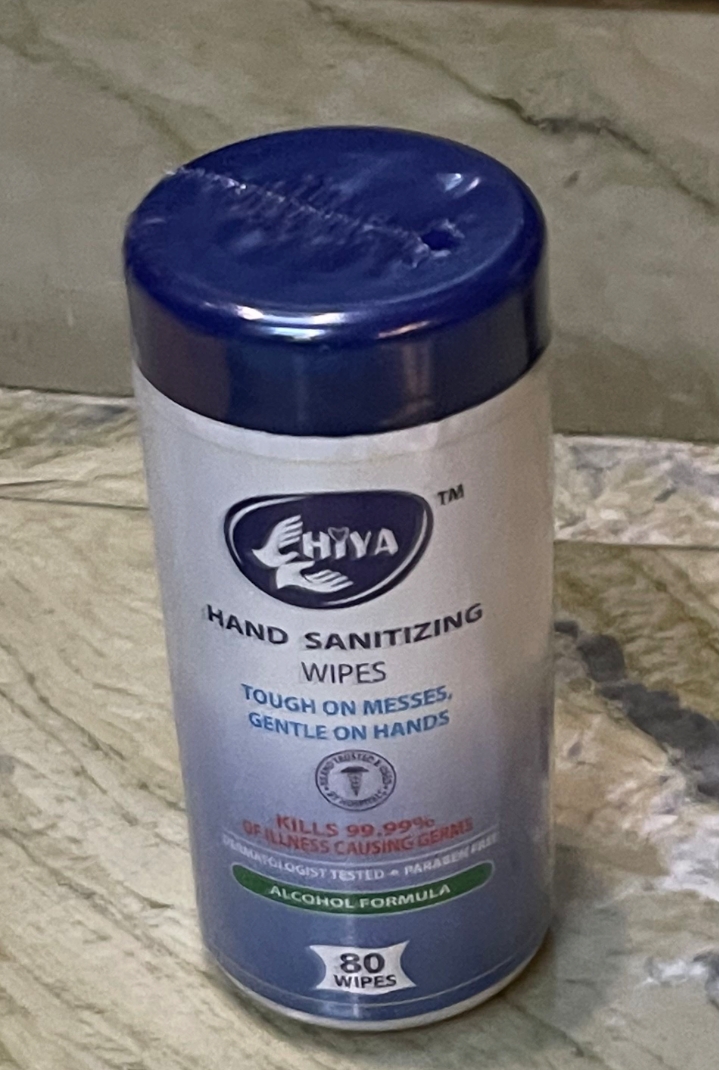 CHIYA
TM
HAND SANITIZING
WIPES
TOUGH ON MESSES,
GENTLE ON HANDS
KILLS 99.99%
OF ILLNESS CAUSING GERMS
DERMATOLOGIST TESTED • PARABEN FREE
ALCOHOL FORMULA
80
WIPES